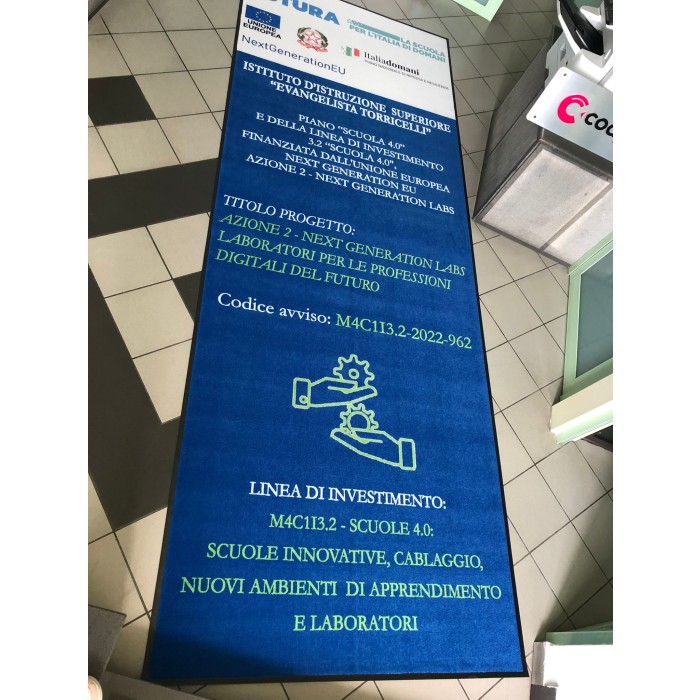 UNIONE
EUROPEA
LA SCUOLA
PER L'ITALIA DI DOMANI
NextGenerationEU
Italiadomani
ISTITUTO D'ISTRUZIONE SUPERIORE
"EVANGELISTA TORRICELLI"
PIANO "SCUOLA 4.0"
E DELLA LINEA DI INVESTIMENTO
3.2 "SCUOLA 4.0",
FINANZIATA DALL'UNIONE EUROPEA
NEXT GENERATION EU
AZIONE 2 - NEXT GENERATION LABS
TITOLO PROGETTO:
AZIONE 2 - NEXT GENERATION LABS
LABORATORI PER LE PROFESSIONI
DIGITALI DEL FUTURO
Codice avviso: M4C1I3.2-2022-962
LINEA DI INVESTIMENTO:
M4C1I3.2 - SCUOLE 4.0:
SCUOLE INNOVATIVE, CABLAGGIO,
NUOVI AMBIENTI DI APPRENDIMENTO
E LABORATORI